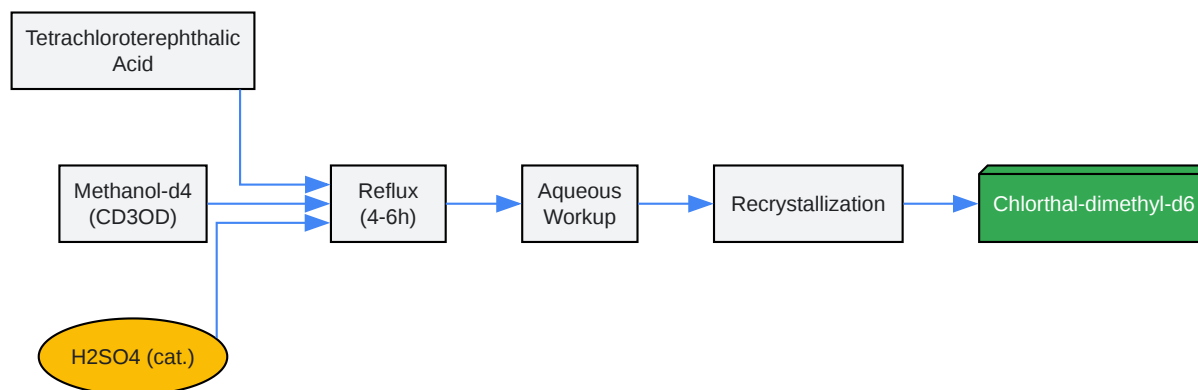 Tetrachloroterephthalic
Acid
Methanol-d4
(CD3OD)
Reflux
(4-6h)
Aqueous
Workup
Recrystallization
Chlorthal-dimethyl-d6
H2SO4 (cat.)